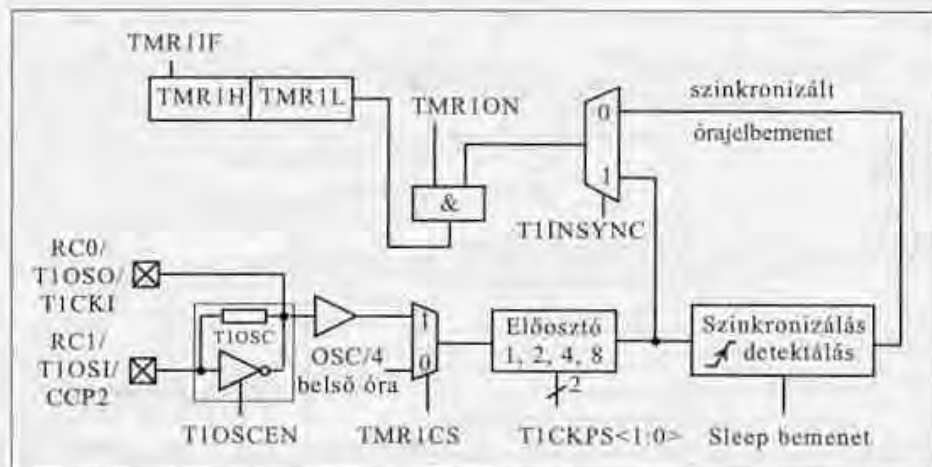 TMR1IF
TMR1H TMR1L
TMR1ON
0
1
szinkronizált
órajelbemenet
&
T1INSYNC
RC0/
T1OSO/
T1CKI
RC1/
T1OSI/
CCP2
T1OSC
OSC/4
belső óra
1
0
Előosztó
1, 2, 4, 8
2
Szinkronizálás
detektálás
T1OSCEN
TMR1CS
T1CKPS<1:0>
Sleep bemenet